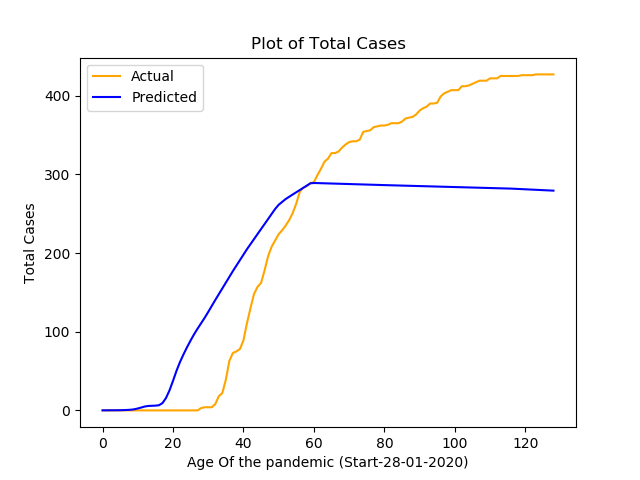 Plot of Total Cases
Actual
Predicted
Total Cases
400
300
200
100
0
0 20 40 60 80 100 120
Age Of the pandemic (Start-28-01-2020)